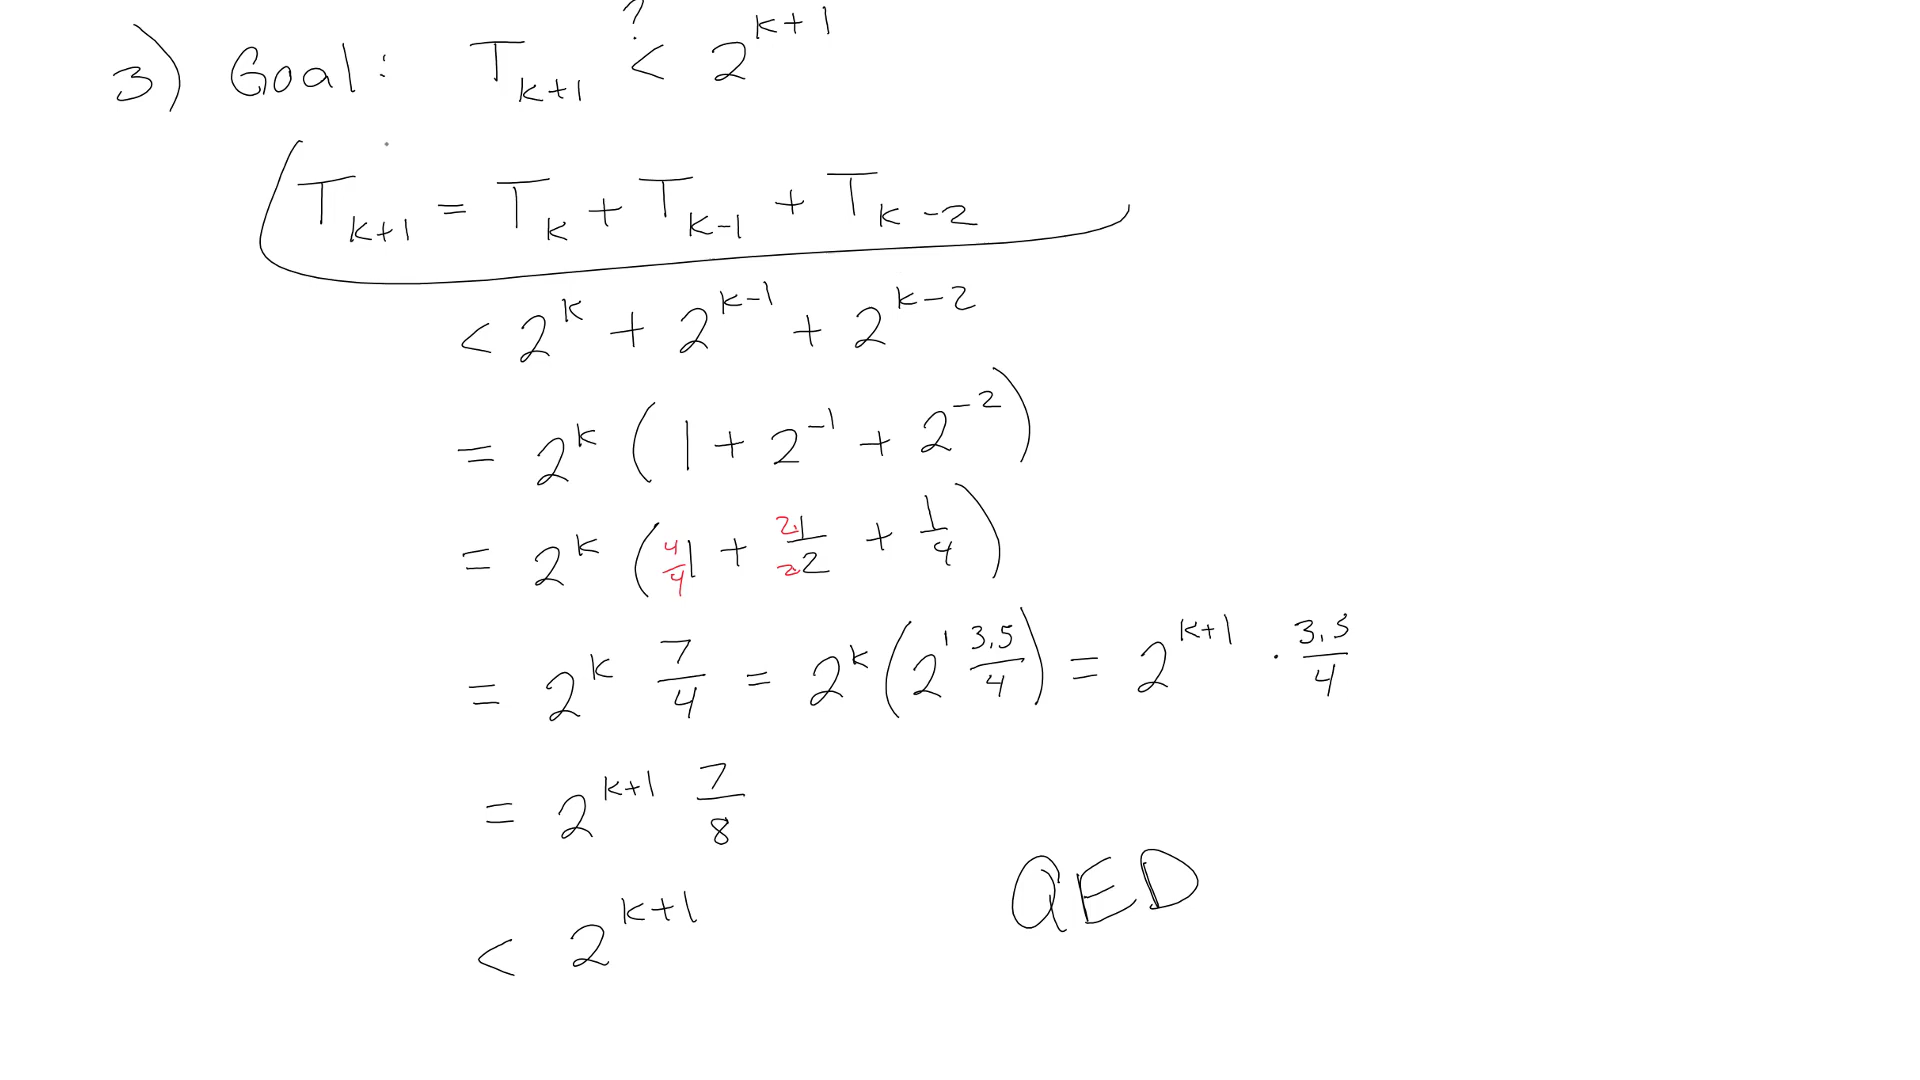 3) Goal: T_{k+1} <^? 2^{k+1}
T_{k+1} = T_k + T_{k-1} + T_{k-2}
< 2^k + 2^{k-1} + 2^{k-2}
= 2^k ( 1 + 2^{-1} + 2^{-2} )
= 2^k ( 4/4 1 + 2·1/2 2 + 1/4 )
= 2^k 7/4 = 2^k ( 2^1 3.5/4 ) = 2^{k+1} · 3.5/4
= 2^{k+1} 7/8
< 2^{k+1}
QED